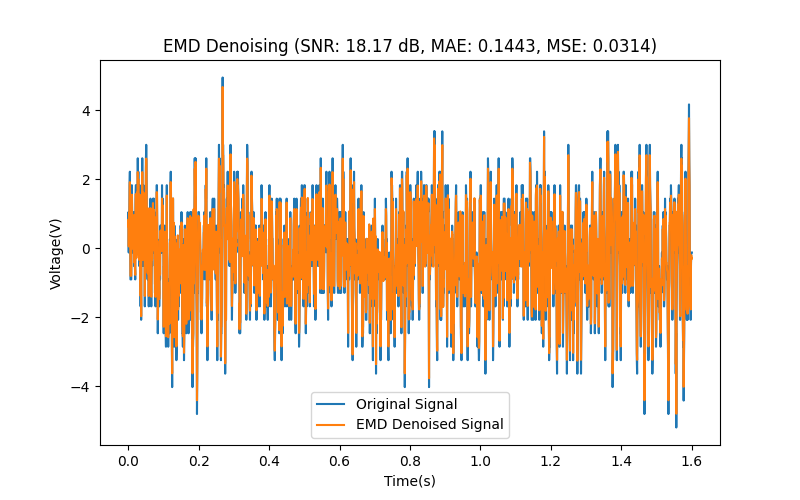 EMD Denoising (SNR: 18.17 dB, MAE: 0.1443, MSE: 0.0314)
4
2
0
−2
−4
Voltage(V)
Original Signal
EMD Denoised Signal
0.0 0.2 0.4 0.6 0.8 1.0 1.2 1.4 1.6
Time(s)